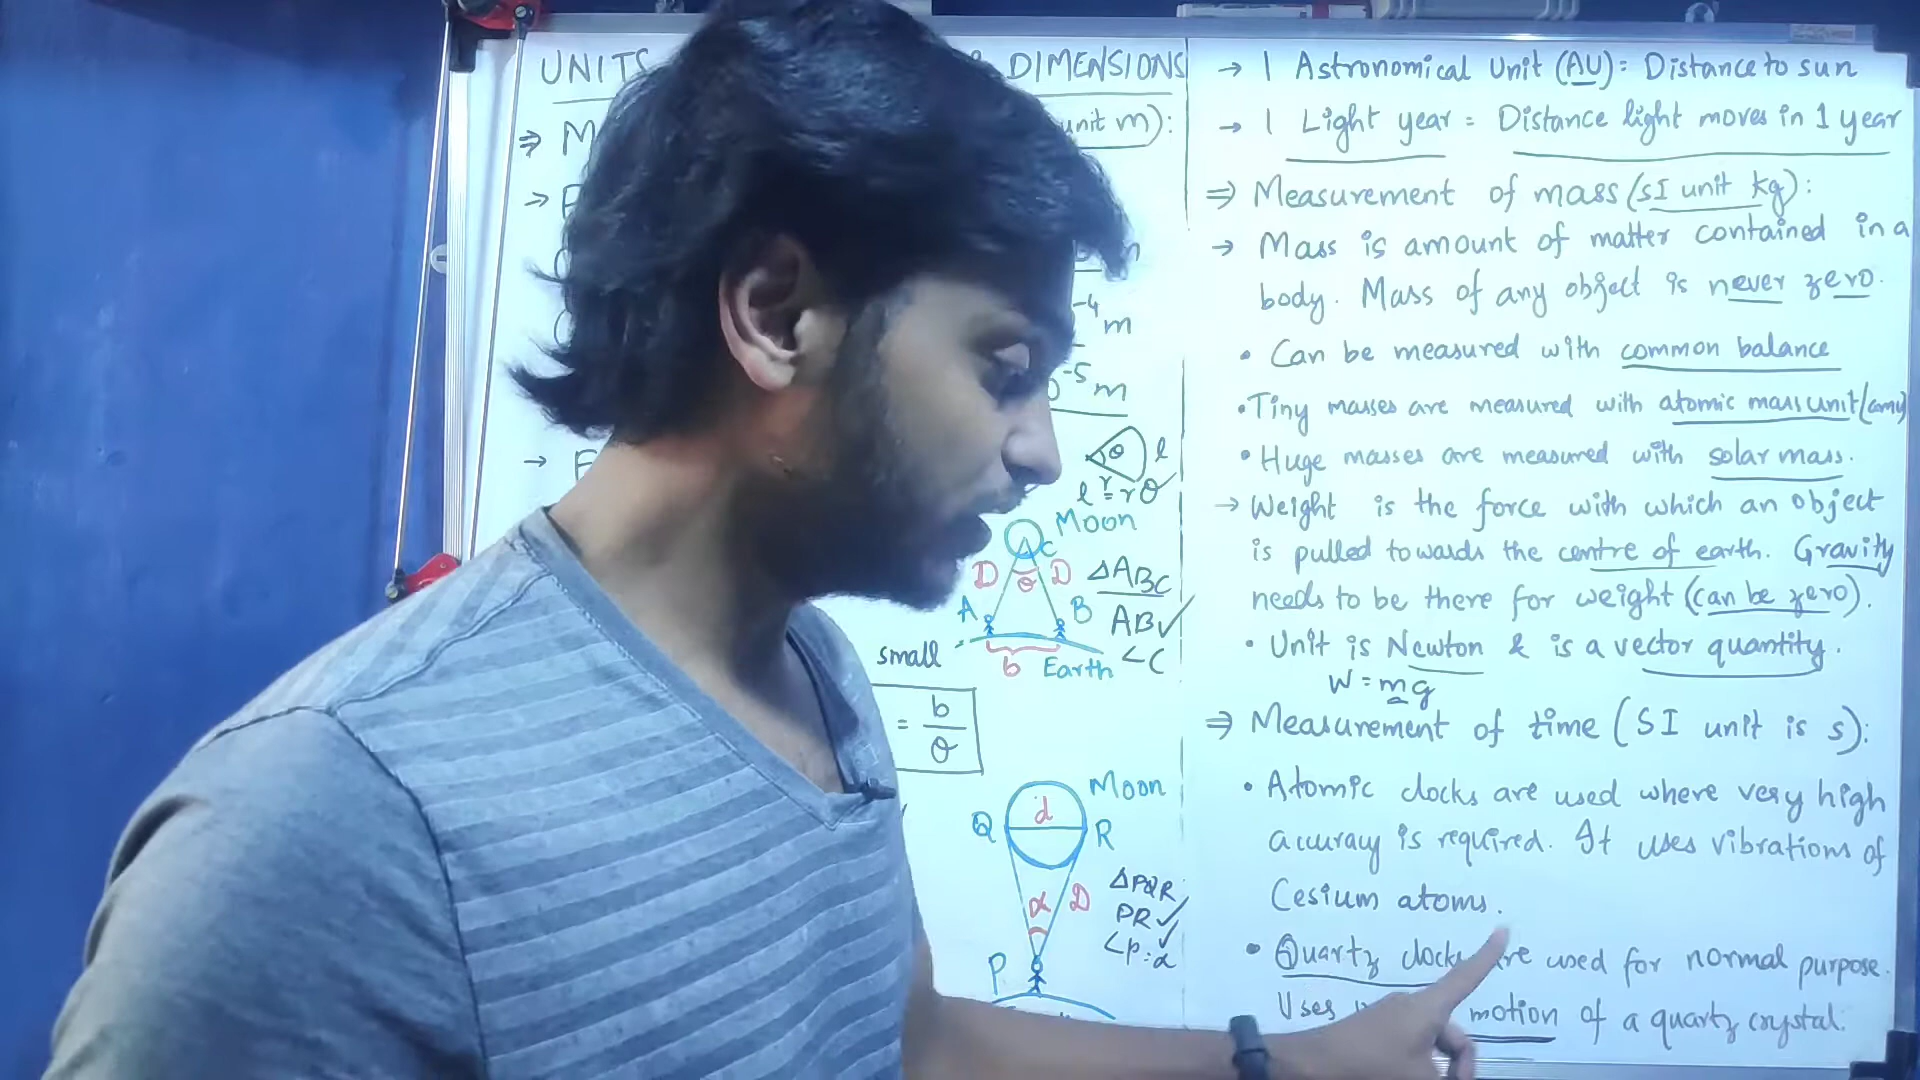 UNITS & DIMENSIONS
⇒ M unit m):
→
m
-4 m
-5 m
→
θ l
r
l = rθ
Moon
C
D θ D
△ABC
A B
AB✓
small
b Earth
∠C
= b/θ
Moon
d
Q R
△PQR
α D
PR✓
∠P = α
P
→ 1 Astronomical Unit (AU) = Distance to sun
→ 1 Light year = Distance light moves in 1 year
⇒ Measurement of mass (SI unit kg):
→ Mass is amount of matter contained in a
body. Mass of any object is never zero.
• Can be measured with common balance
• Tiny masses are measured with atomic mass unit (amu)
• Huge masses are measured with solar mass.
→ Weight is the force with which an object
is pulled towards the centre of earth. Gravity
needs to be there for weight (can be zero).
• Unit is Newton & is a vector quantity.
W = mg
⇒ Measurement of time (SI unit is s):
• Atomic clocks are used where very high
accuracy is required. It uses vibrations of
Cesium atoms.
• Quartz clocks are used for normal purpose.
Uses motion of a quartz crystal.